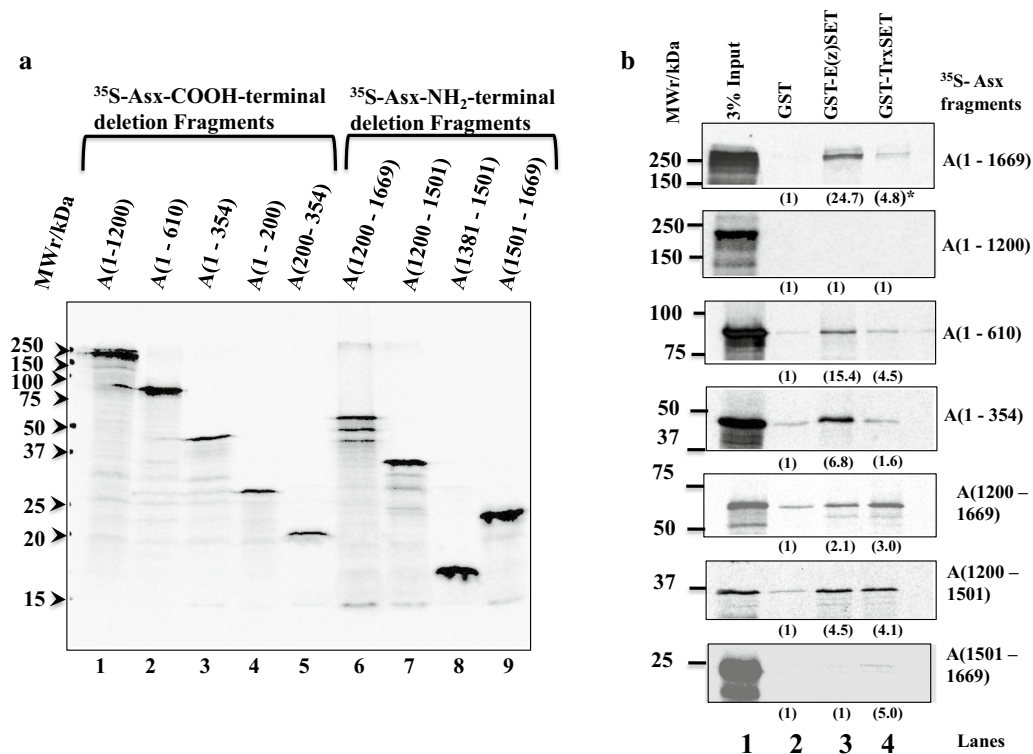 a
³⁵S-Asx-COOH-terminal
deletion Fragments
³⁵S-Asx-NH₂-terminal
deletion Fragments
MWr/kDa
A(1-1200)
A(1 - 610)
A(1 - 354)
A(1 - 200)
A(200- 354)
A(1200 - 1669)
A(1200 - 1501)
A(1381 - 1501)
A(1501 - 1669)
250
150
100
75
50
37
25
20
15
1 2 3 4 5 6 7 8 9
b
MWr/kDa
3% Input
GST
GST-E(z)SET
GST-TrxSET
³⁵S- Asx
fragments
250
150
A(1 - 1669)
(1) (24.7) (4.8)*
250
150
A(1 - 1200)
(1) (1) (1)
100
75
A(1 - 610)
(1) (15.4) (4.5)
50
37
A(1 - 354)
(1) (6.8) (1.6)
75
50
A(1200 –
1669)
(1) (2.1) (3.0)
37
A(1200 –
1501)
(1) (4.5) (4.1)
25
A(1501 –
1669)
(1) (1) (5.0)
1 2 3 4 Lanes